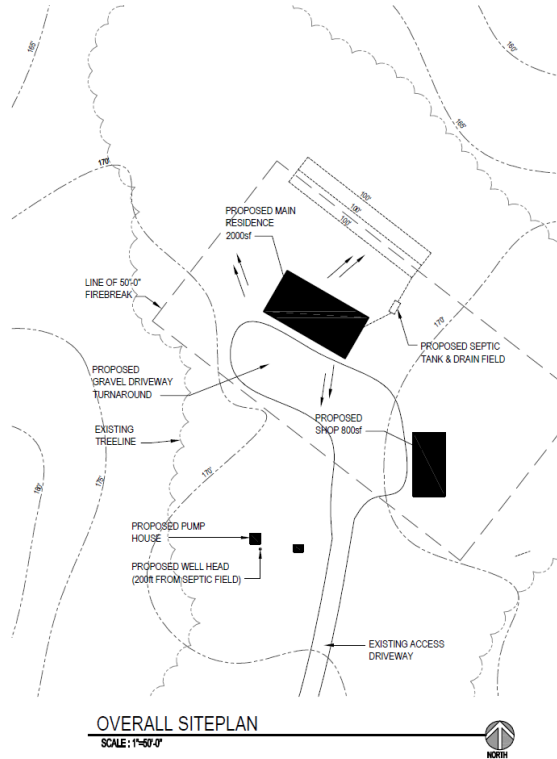 165'
160'
165'
170'
100'
100'
100'
PROPOSED MAIN
RESIDENCE
2000sf
LINE OF 50'-0"
FIREBREAK
170'
PROPOSED SEPTIC
TANK & DRAIN FIELD
PROPOSED
GRAVEL DRIVEWAY
TURNAROUND
PROPOSED
SHOP 800sf
EXISTING
TREELINE
170'
180'
175'
PROPOSED PUMP
HOUSE
PROPOSED WELL HEAD
(200ft FROM SEPTIC FIELD)
EXISTING ACCESS
DRIVEWAY
OVERALL SITEPLAN
SCALE : 1"=50'-0"
NORTH